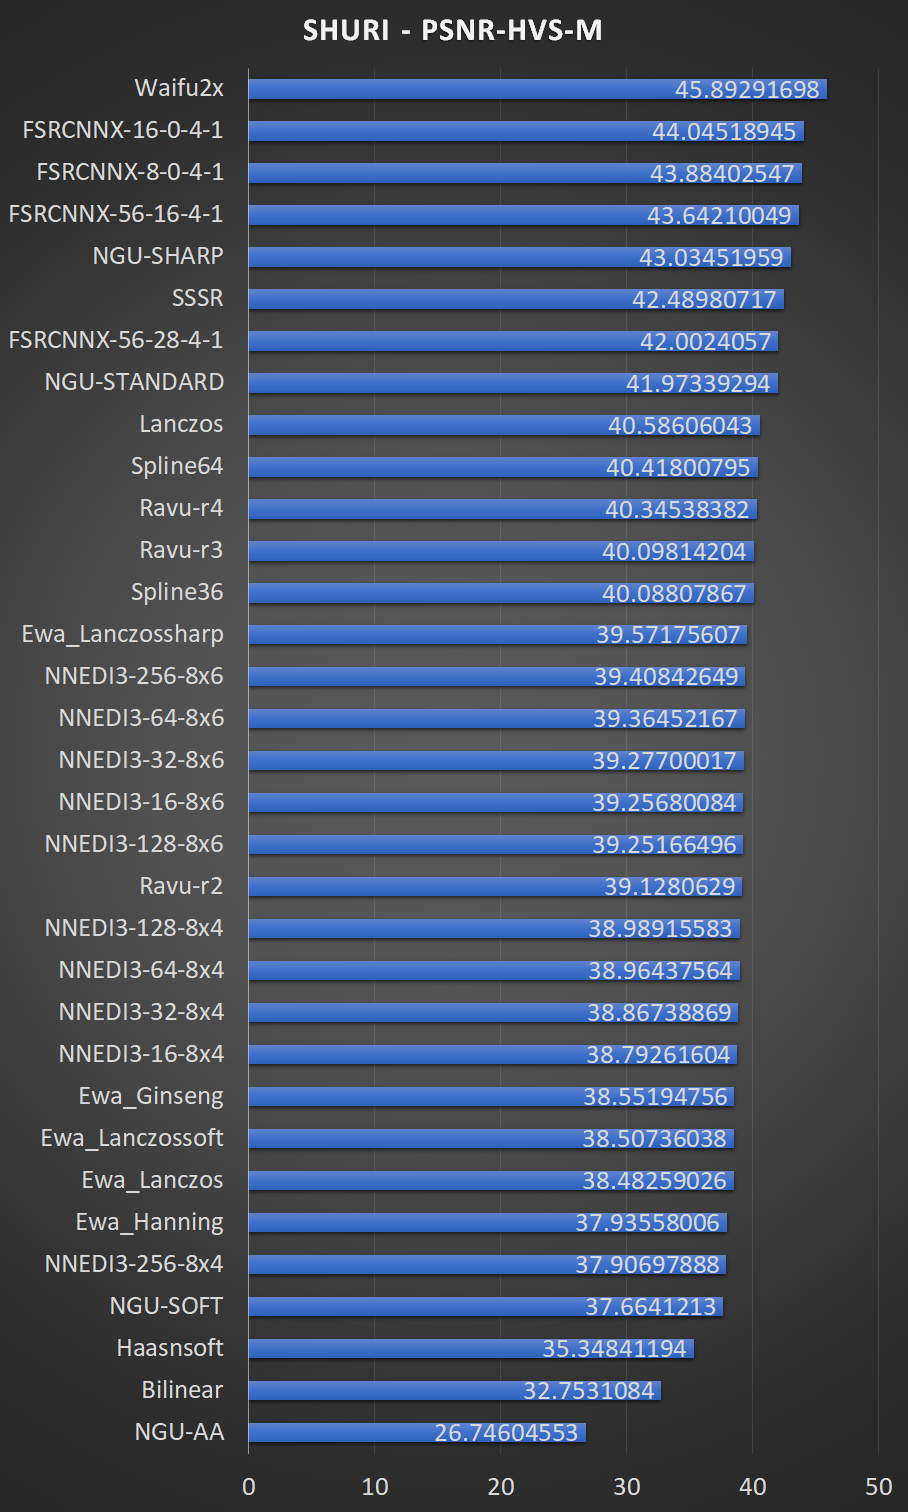 SHURI - PSNR-HVS-M
Waifu2x 45.89291698
FSRCNNX-16-0-4-1 44.04518945
FSRCNNX-8-0-4-1 43.88402547
FSRCNNX-56-16-4-1 43.64210049
NGU-SHARP 43.03451959
SSSR 42.48980717
FSRCNNX-56-28-4-1 42.0024057
NGU-STANDARD 41.97339294
Lanczos 40.58606043
Spline64 40.41800795
Ravu-r4 40.34538382
Ravu-r3 40.09814204
Spline36 40.08807867
Ewa_Lanczossharp 39.57175607
NNEDI3-256-8x6 39.40842649
NNEDI3-64-8x6 39.36452167
NNEDI3-32-8x6 39.27700017
NNEDI3-16-8x6 39.25680084
NNEDI3-128-8x6 39.25166496
Ravu-r2 39.1280629
NNEDI3-128-8x4 38.98915583
NNEDI3-64-8x4 38.96437564
NNEDI3-32-8x4 38.86738869
NNEDI3-16-8x4 38.79261604
Ewa_Ginseng 38.55194756
Ewa_Lanczossoft 38.50736038
Ewa_Lanczos 38.48259026
Ewa_Hanning 37.93558006
NNEDI3-256-8x4 37.90697888
NGU-SOFT 37.6641213
Haasnsoft 35.34841194
Bilinear 32.7531084
NGU-AA 26.74604553
0 10 20 30 40 50